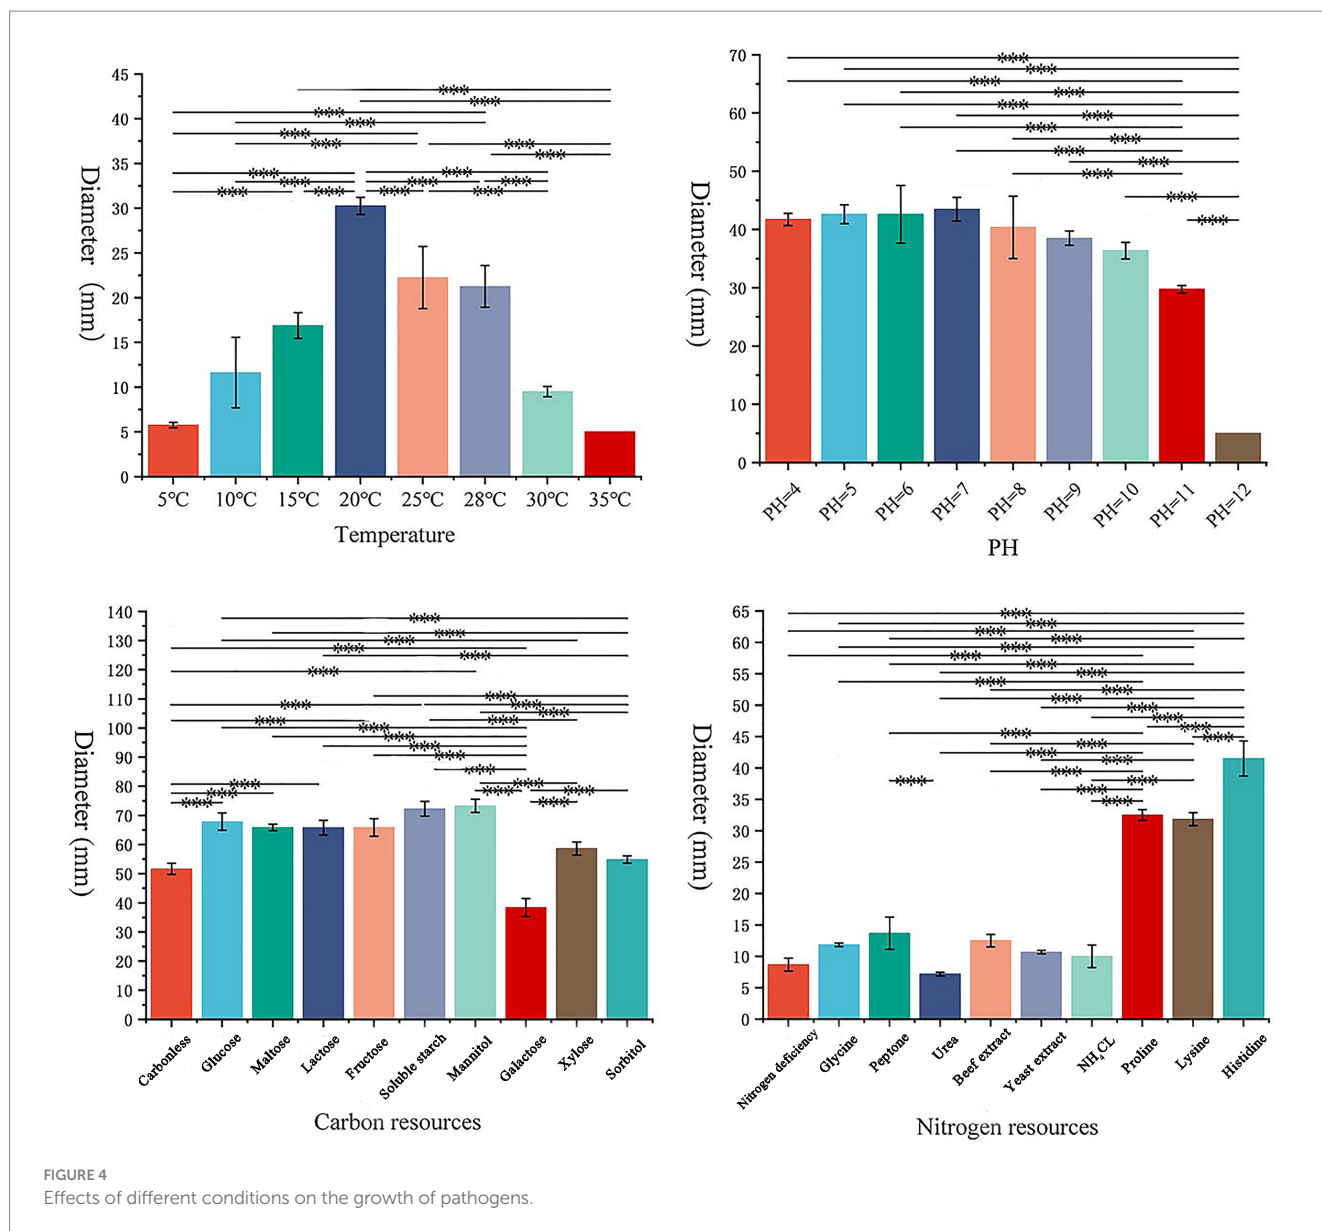 45
40
35
30
25
20
15
10
5
0
Diameter (mm)
*** *** *** *** *** *** *** *** *** *** *** *** *** *** *** *** ***
5°C 10°C 15°C 20°C 25°C 28°C 30°C 35°C
Temperature
70
60
50
40
30
20
10
0
Diameter (mm)
*** *** *** *** *** *** *** *** *** *** *** *** ***
PH=4 PH=5 PH=6 PH=7 PH=8 PH=9 PH=10 PH=11 PH=12
PH
140
130
120
110
100
90
80
70
60
50
40
30
20
10
0
Diameter (mm)
*** *** *** *** *** *** *** *** *** *** *** *** *** *** *** *** *** *** *** *** *** *** *** ***
Carbonless Glucose Maltose Lactose Fructose Soluble starch Mannitol Galactose Xylose Sorbitol
Carbon resources
65
60
55
50
45
40
35
30
25
20
15
10
5
0
Diameter (mm)
*** *** *** *** *** *** *** *** *** *** *** *** *** *** *** *** *** *** *** *** *** *** *** ***
Nitrogen deficiency Glycine Peptone Urea Beef extract Yeast extract NH4CL Proline Lysine Histidine
Nitrogen resources
FIGURE 4
Effects of different conditions on the growth of pathogens.